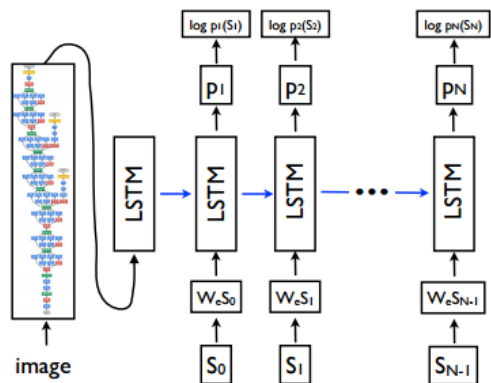 log p1(S1) log p2(S2) log pN(SN)
p1 p2 pN
LSTM LSTM LSTM LSTM
WeS0 WeS1 WeSN-1
image S0 S1 SN-1